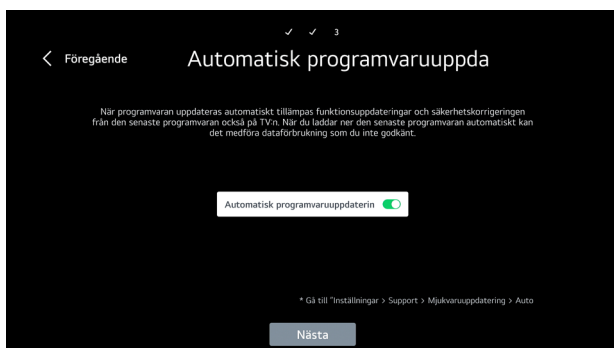 ✓ ✓ 3
Föregående
Automatisk programvaruuppda
När programvaran uppdateras automatiskt tillämpas funktionsuppdateringar och säkerhetskorrigeringen
från den senaste programvaran också på TV:n. När du laddar ner den senaste programvaran automatiskt kan
det medföra dataförbrukning som du inte godkänt.
Automatisk programvaruuppdaterin
* Gå till "Inställningar > Support > Mjukvaruuppdatering > Auto
Nästa